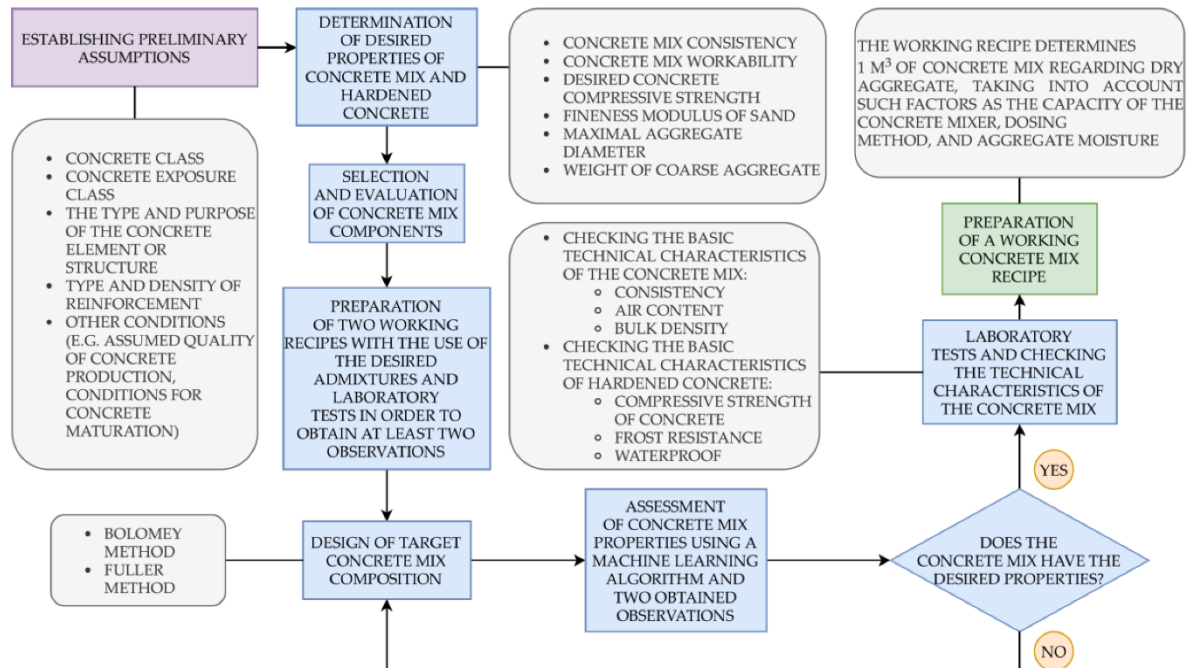 ESTABLISHING PRELIMINARY
ASSUMPTIONS
• CONCRETE CLASS
• CONCRETE EXPOSURE
CLASS
• THE TYPE AND PURPOSE
OF THE CONCRETE
ELEMENT OR
STRUCTURE
• TYPE AND DENSITY OF
REINFORCEMENT
• OTHER CONDITIONS
(E.G. ASSUMED QUALITY
OF CONCRETE
PRODUCTION,
CONDITIONS FOR
CONCRETE
MATURATION)
DETERMINATION
OF DESIRED
PROPERTIES OF
CONCRETE MIX AND
HARDENED
CONCRETE
• CONCRETE MIX CONSISTENCY
• CONCRETE MIX WORKABILITY
• DESIRED CONCRETE
COMPRESSIVE STRENGTH
• FINENESS MODULUS OF SAND
• MAXIMAL AGGREGATE
DIAMETER
• WEIGHT OF COARSE AGGREGATE
SELECTION
AND EVALUATION
OF CONCRETE MIX
COMPONENTS
PREPARATION
OF TWO WORKING
RECIPES WITH THE USE OF
THE DESIRED
ADMIXTURES AND
LABORATORY
TESTS IN ORDER TO
OBTAIN AT LEAST TWO
OBSERVATIONS
• BOLOMEY
METHOD
• FULLER
METHOD
DESIGN OF TARGET
CONCRETE MIX
COMPOSITION
ASSESSMENT
OF CONCRETE MIX
PROPERTIES USING A
MACHINE LEARNING
ALGORITHM AND
TWO OBTAINED
OBSERVATIONS
DOES THE
CONCRETE MIX HAVE THE
DESIRED PROPERTIES?
YES
NO
LABORATORY
TESTS AND CHECKING
THE TECHNICAL
CHARACTERISTICS OF
THE CONCRETE MIX
• CHECKING THE BASIC
TECHNICAL CHARACTERISTICS
OF THE CONCRETE MIX:
○ CONSISTENCY
○ AIR CONTENT
○ BULK DENSITY
• CHECKING THE BASIC
TECHNICAL CHARACTERISTICS
OF HARDENED CONCRETE:
○ COMPRESSIVE STRENGTH
OF CONCRETE
○ FROST RESISTANCE
○ WATERPROOF
PREPARATION
OF A WORKING
CONCRETE MIX
RECIPE
THE WORKING RECIPE DETERMINES
1 M³ OF CONCRETE MIX REGARDING DRY
AGGREGATE, TAKING INTO ACCOUNT
SUCH FACTORS AS THE CAPACITY OF THE
CONCRETE MIXER, DOSING
METHOD, AND AGGREGATE MOISTURE